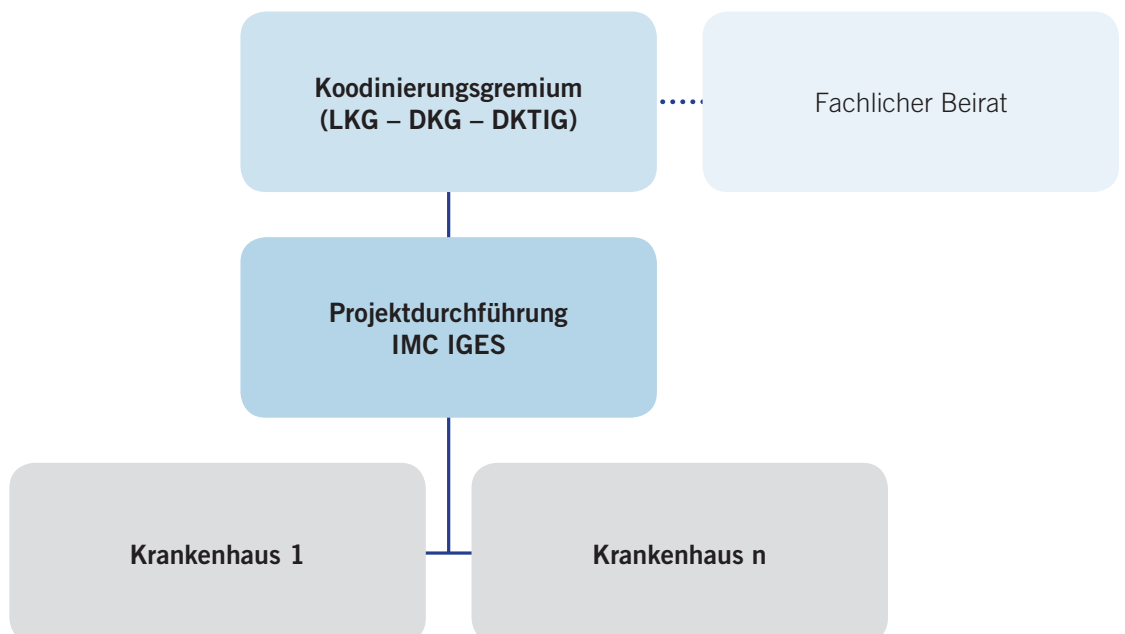 Koodinierungsgremium
(LKG – DKG – DKTIG)
Fachlicher Beirat
Projektdurchführung
IMC IGES
Krankenhaus 1
Krankenhaus n